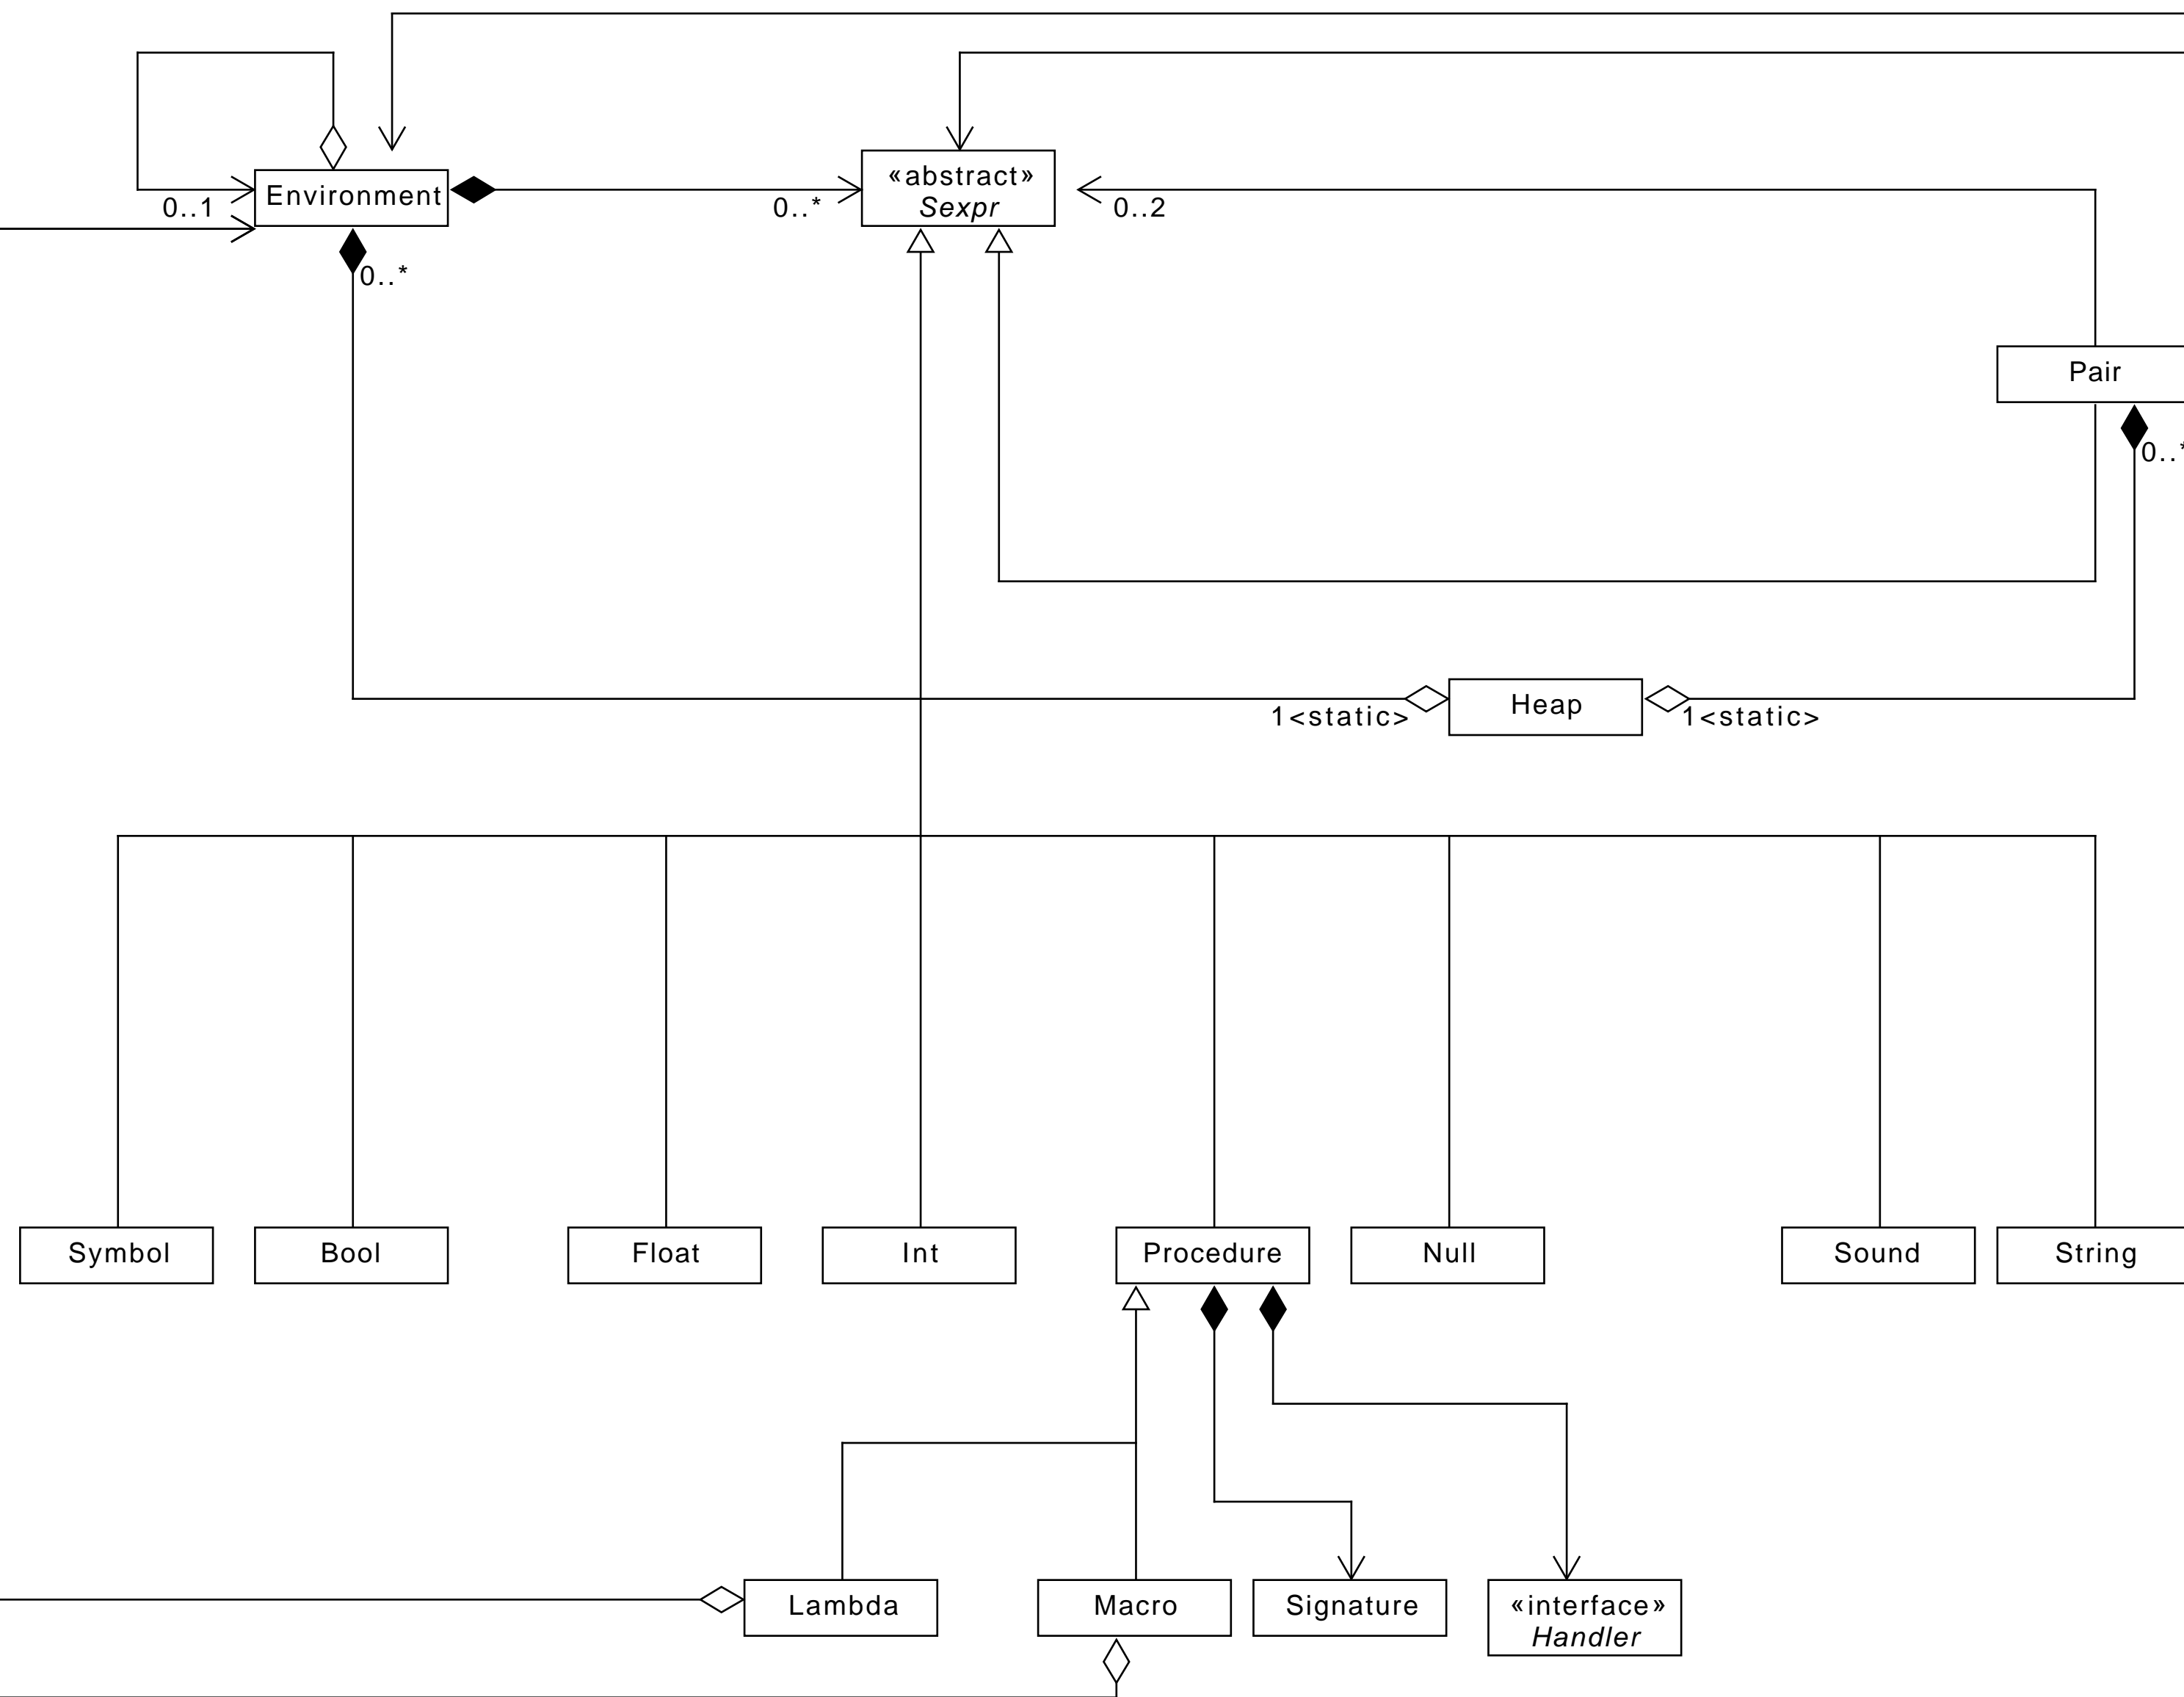 «abstract»
Environment
Sexpr
0..1
0..*
0..2
0..*
Pair
0..*
Heap
1<static>
1<static>
Symbol
Bool
Float
Int
Procedure
Null
Sound
String
Lambda
Macro
Signature
«interface»
Handler